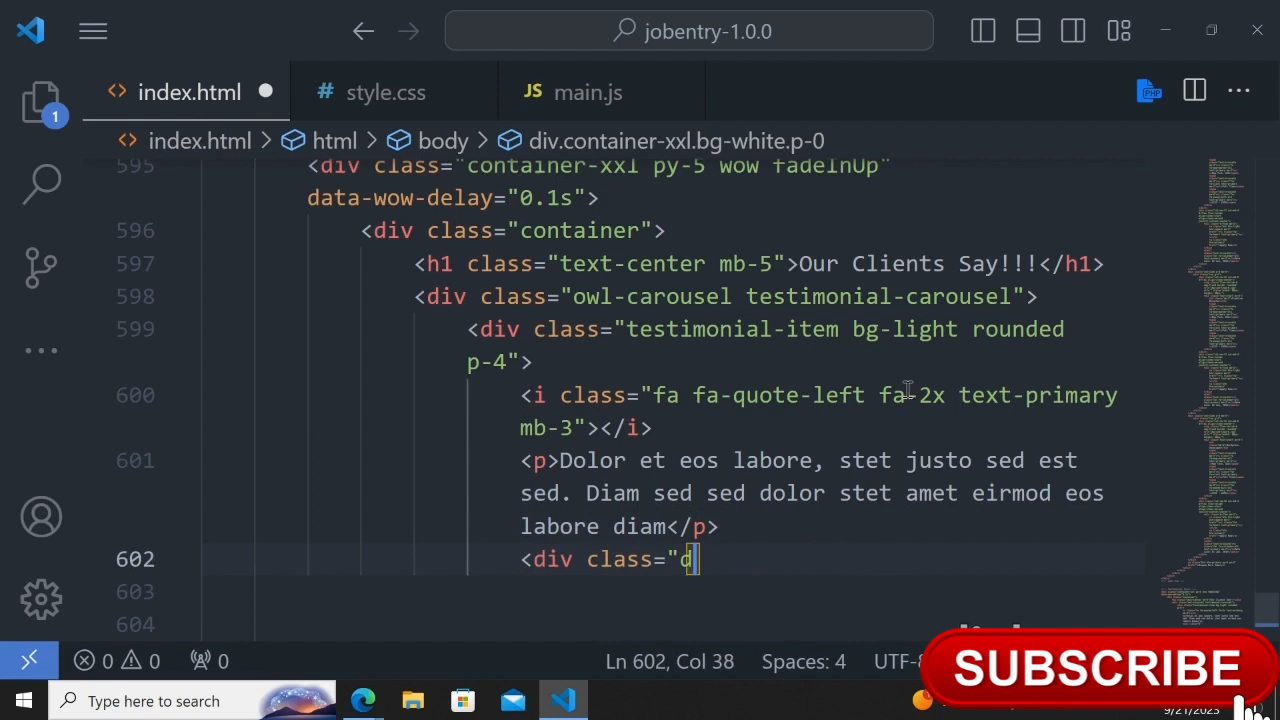 jobentry-1.0.0
index.html
# style.css
JS main.js
PHP
1
index.html > html > body > div.container-xxl.bg-white.p-0
595 <div class="container-xxl py-5 wow fadeInUp"
data-wow-delay="0.1s">
596 <div class="container">
597 <h1 class="text-center mb-5">Our Clients Say!!!</h1>
598 <div class="owl-carousel testimonial-carousel">
599 <div class="testimonial-item bg-light rounded
p-4">
600 <i class="fa fa-quote-left fa-2x text-primary
mb-3"></i>
601 <p>Dolor et eos labore, stet justo sed est
sed. Diam sed sed dolor stet amet eirmod eos
labore diam</p>
602 <div class="d"
603
604
0 0 0
Ln 602, Col 38
Spaces: 4
UTF-8
SUBSCRIBE
Type here to search
9/21/2023